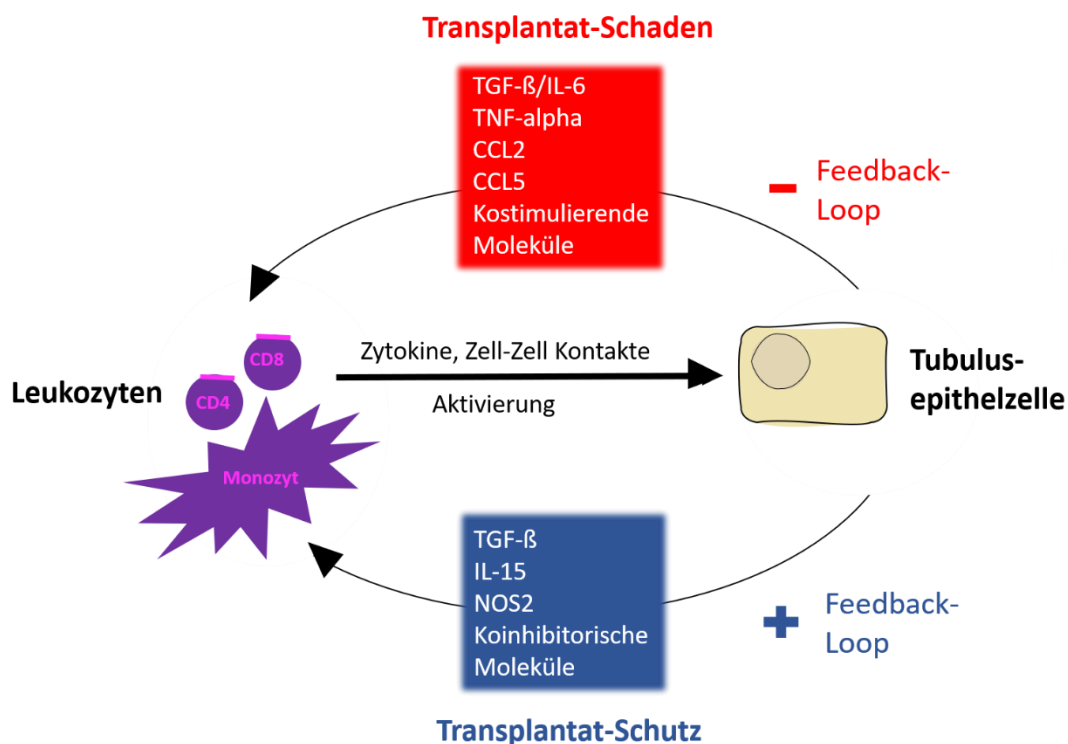 Transplantat-Schaden
TGF-ß/IL-6
TNF-alpha
CCL2
CCL5
Kostimulierende
Moleküle
Feedback-
Loop
Leukozyten
CD8
CD4
Monozyt
Zytokine, Zell-Zell Kontakte
Aktivierung
Tubulus-
epithelzelle
TGF-ß
IL-15
NOS2
Koinhibitorische
Moleküle
Feedback-
Loop
Transplantat-Schutz